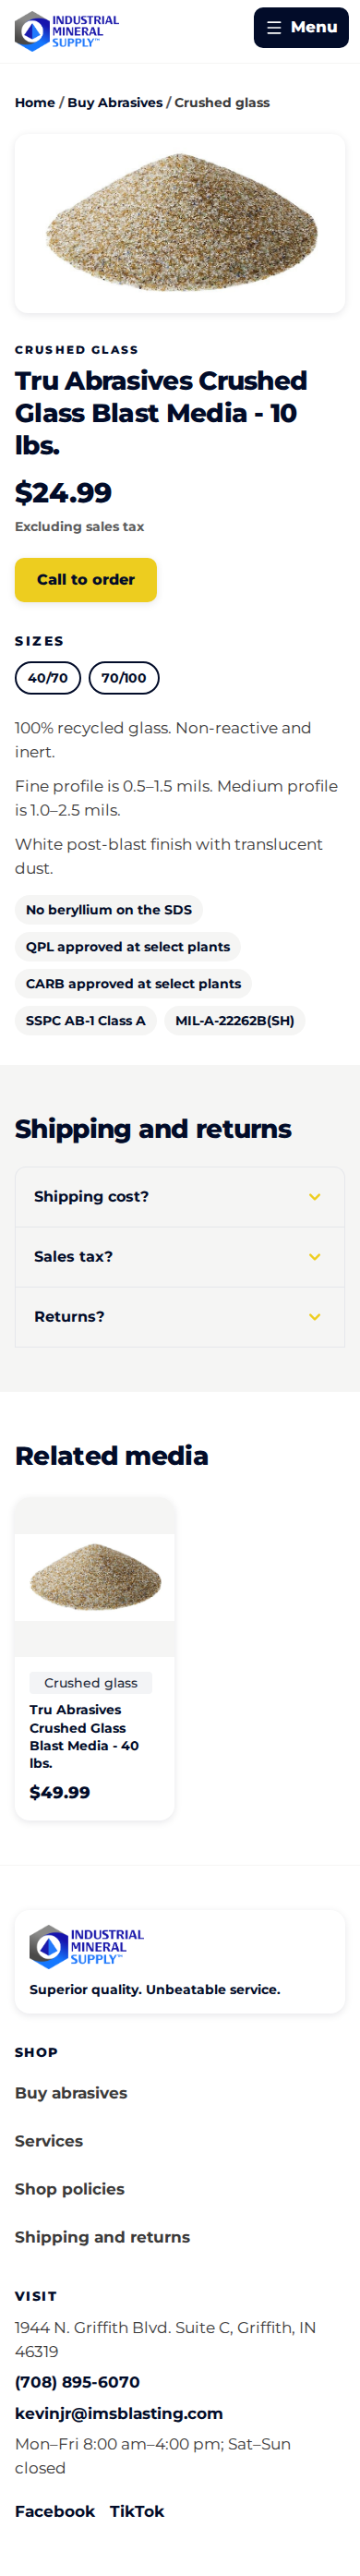 INDUSTRIAL
MINERAL
SUPPLY™
Menu
Home / Buy Abrasives / Crushed glass
CRUSHED GLASS
Tru Abrasives Crushed
Glass Blast Media - 10
lbs.
$24.99
Excluding sales tax
Call to order
SIZES
40/70
70/100
100% recycled glass. Non-reactive and
inert.
Fine profile is 0.5–1.5 mils. Medium profile
is 1.0–2.5 mils.
White post-blast finish with translucent
dust.
No beryllium on the SDS
QPL approved at select plants
CARB approved at select plants
SSPC AB-1 Class A
MIL-A-22262B(SH)
Shipping and returns
Shipping cost?
Sales tax?
Returns?
Related media
Crushed glass
Tru Abrasives
Crushed Glass
Blast Media - 40
lbs.
$49.99
INDUSTRIAL
MINERAL
SUPPLY™
Superior quality. Unbeatable service.
SHOP
Buy abrasives
Services
Shop policies
Shipping and returns
VISIT
1944 N. Griffith Blvd. Suite C, Griffith, IN
46319
(708) 895-6070
kevinjr@imsblasting.com
Mon–Fri 8:00 am–4:00 pm; Sat–Sun
closed
Facebook TikTok